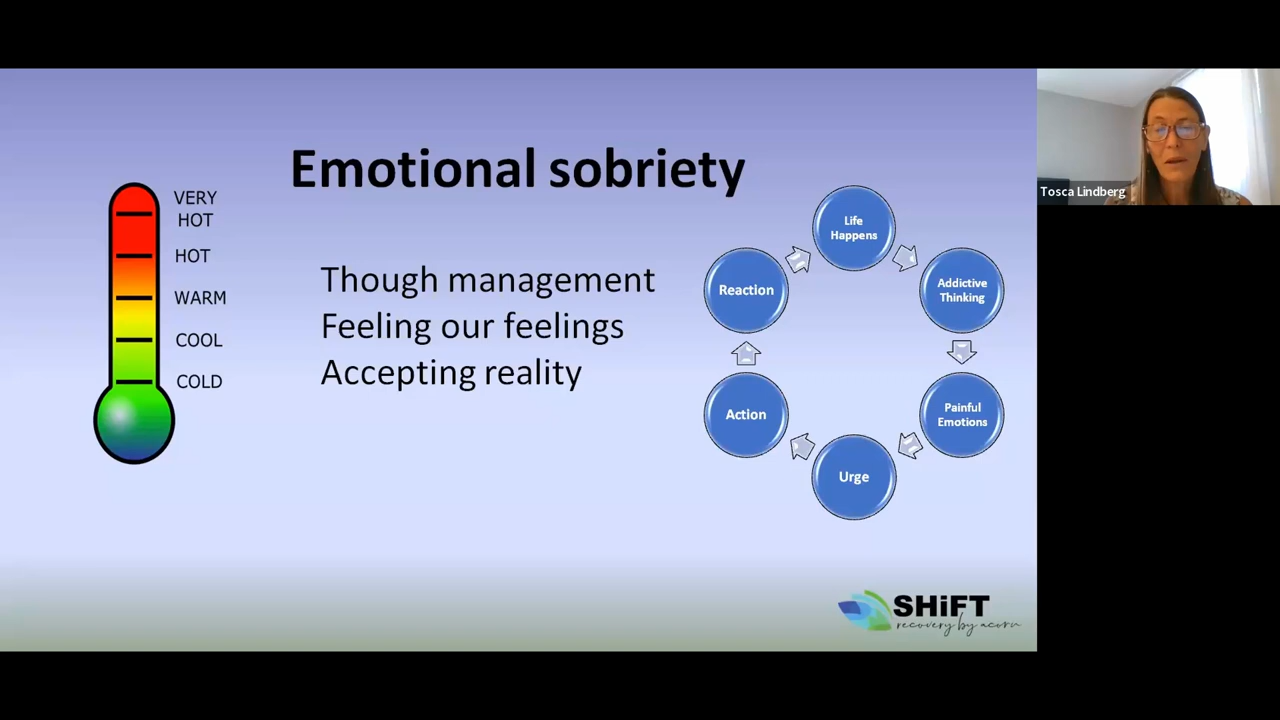 Emotional sobriety
VERY
HOT
HOT
WARM
COOL
COLD
Though management
Feeling our feelings
Accepting reality
Life
Happens
Addictive
Thinking
Painful
Emotions
Urge
Action
Reaction
SHiFT
recovery by acorn
Tosca Lindberg